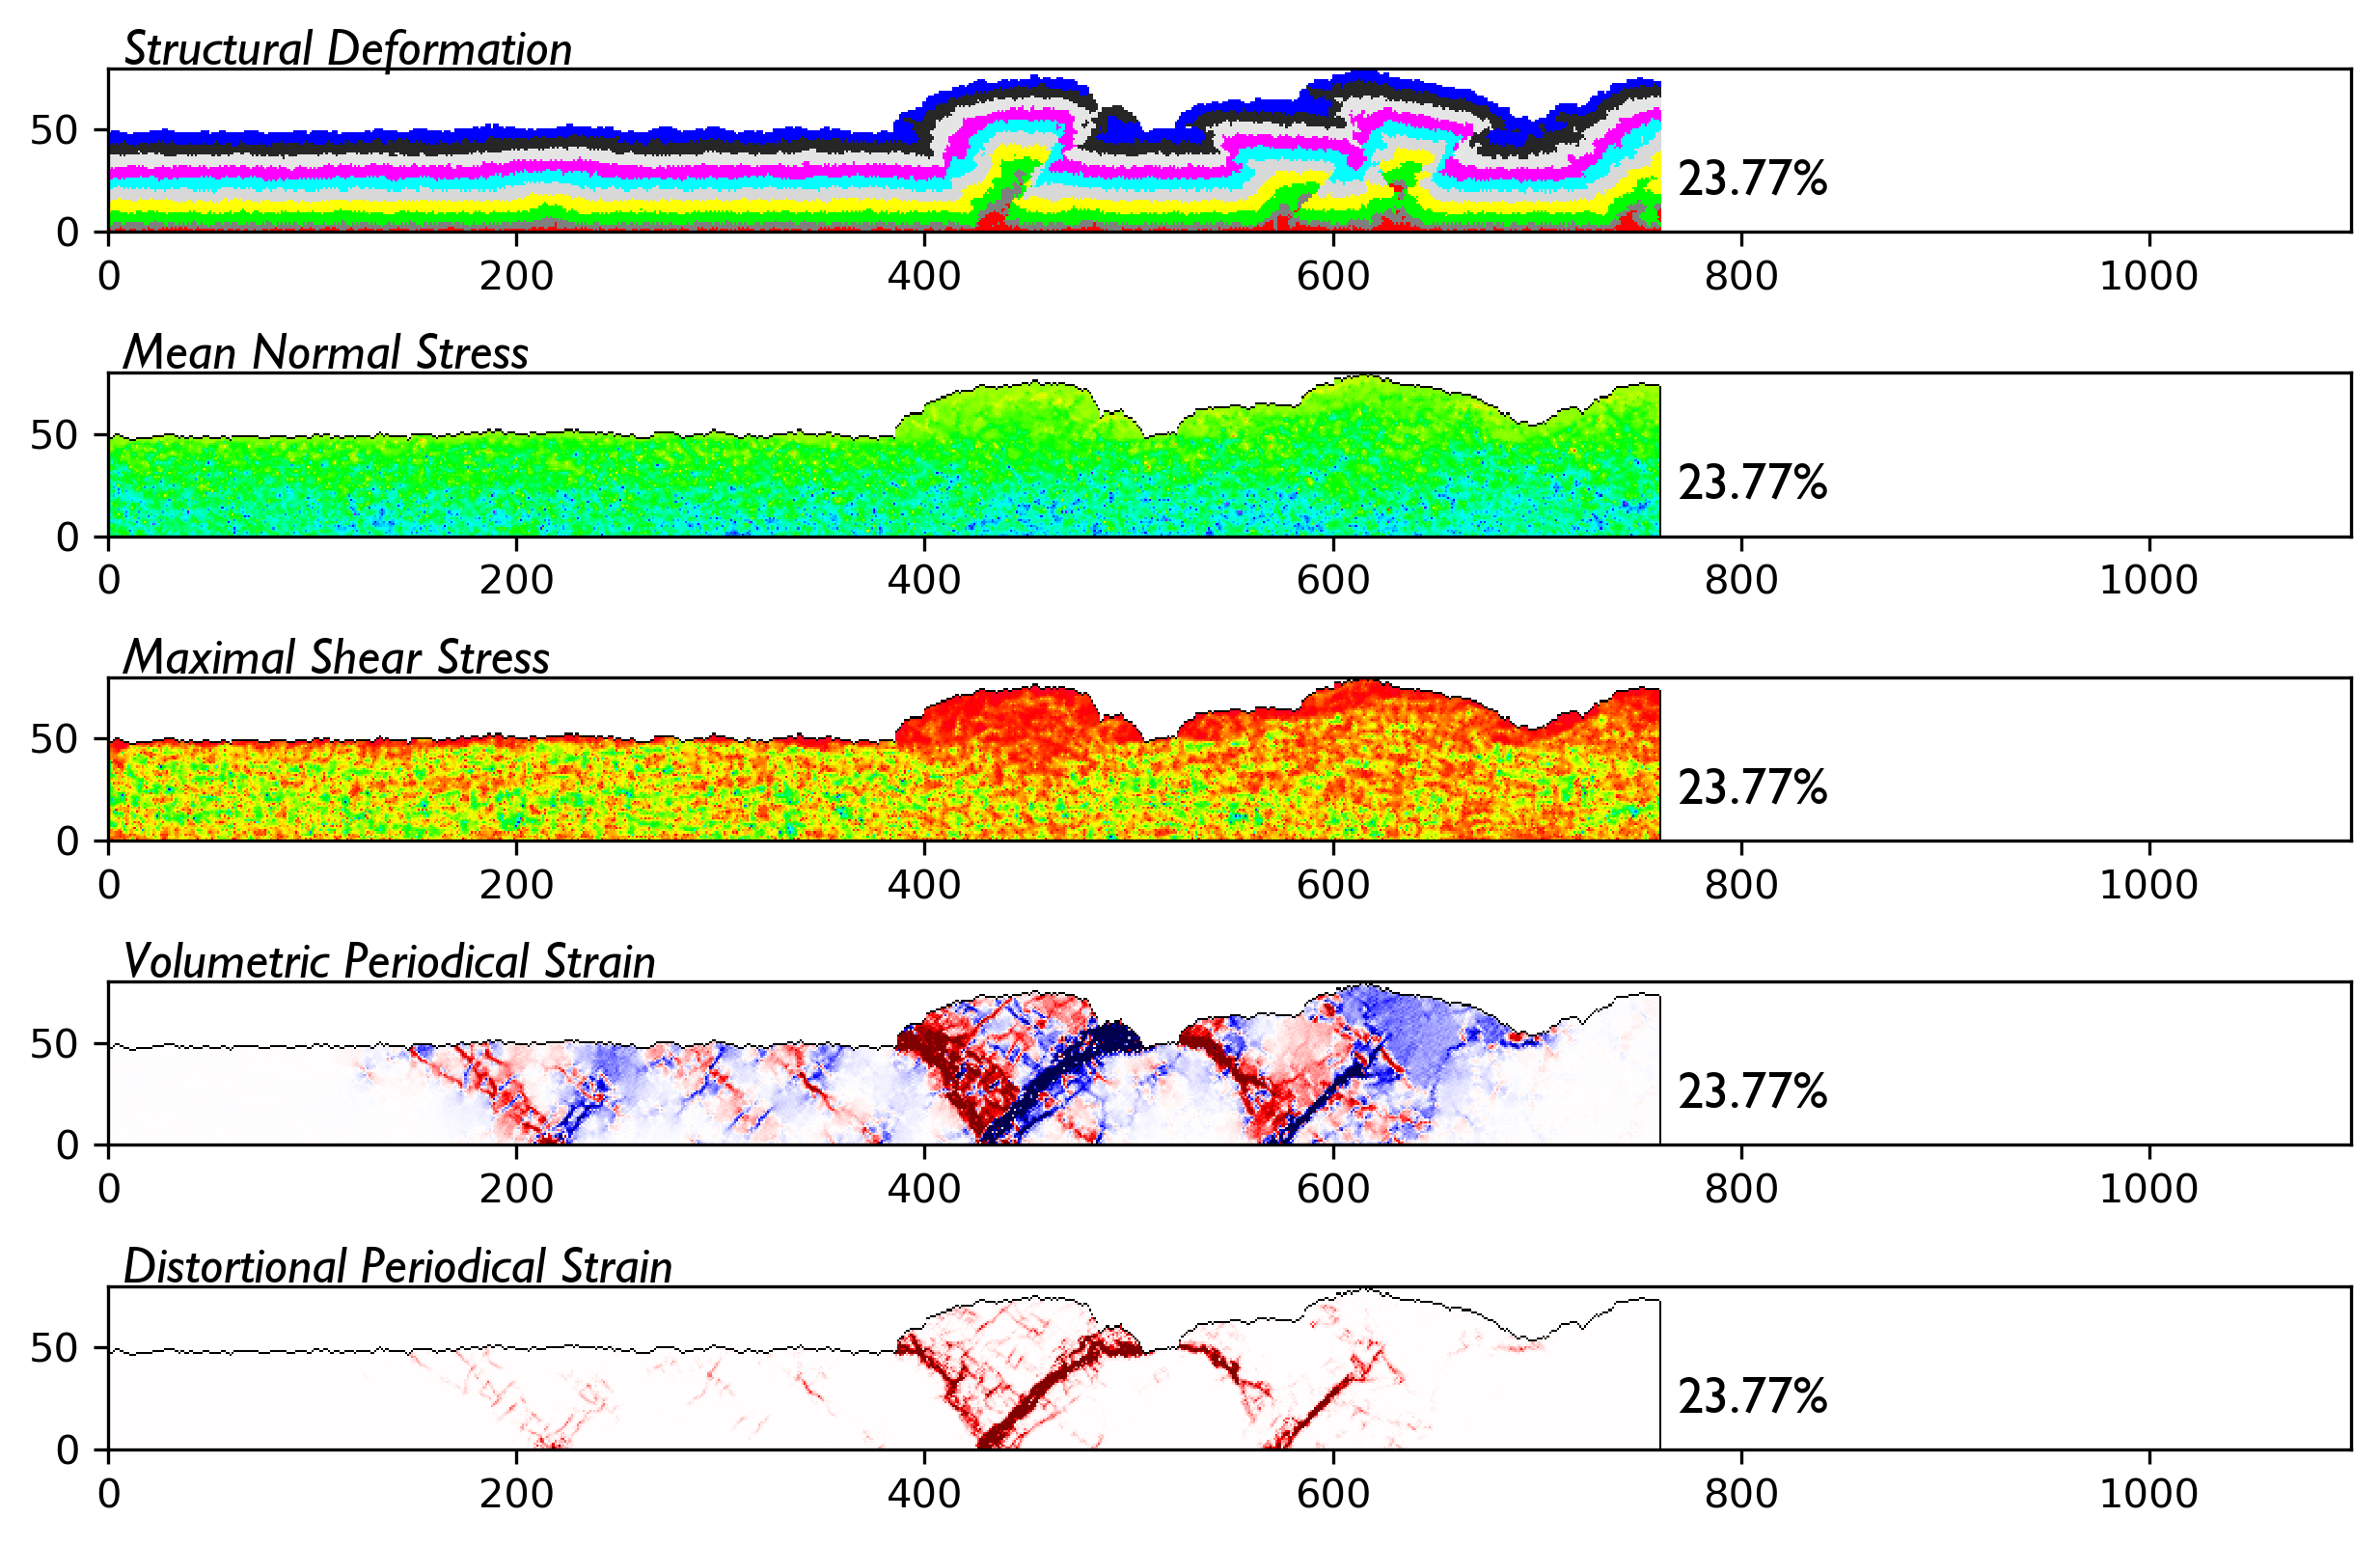 Structural Deformation
50
23.77%
0
0 200 400 600 800 1000
Mean Normal Stress
50
23.77%
0
0 200 400 600 800 1000
Maximal Shear Stress
50
23.77%
0
0 200 400 600 800 1000
Volumetric Periodical Strain
50
23.77%
0
0 200 400 600 800 1000
Distortional Periodical Strain
50
23.77%
0
0 200 400 600 800 1000